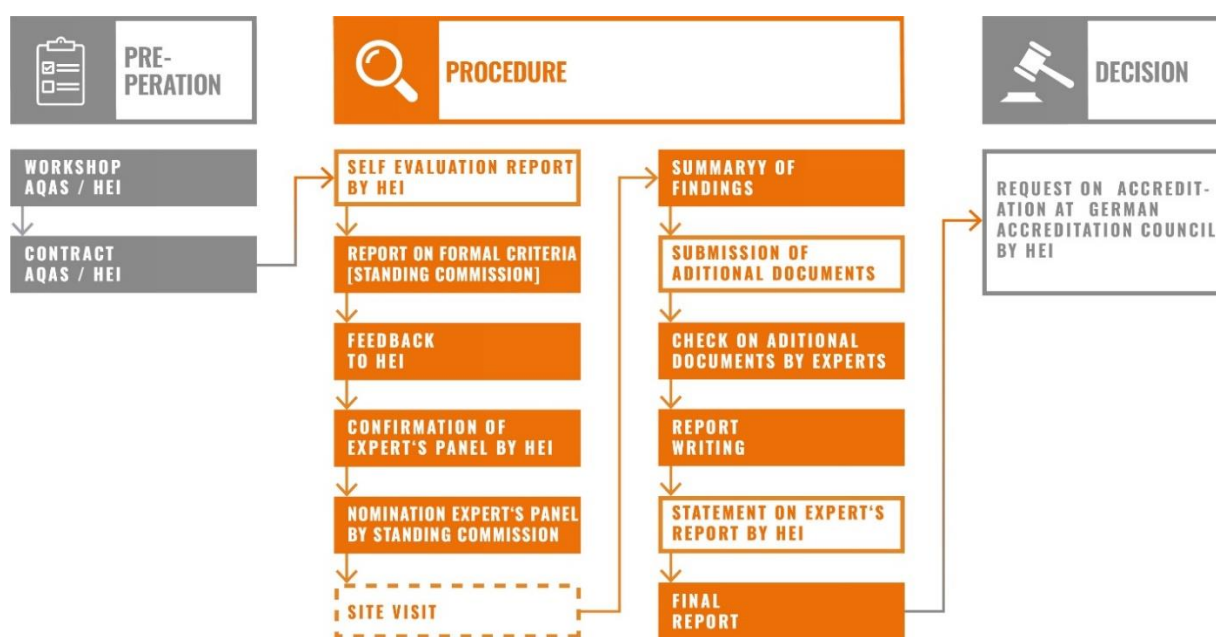 PRE-
PERATION
PROCEDURE
DECISION
WORKSHOP
AQAS / HEI
CONTRACT
AQAS / HEI
SELF EVALUATION REPORT
BY HEI
REPORT ON FORMAL CRITERIA
[STANDING COMMISSION]
FEEDBACK
TO HEI
CONFIRMATION OF
EXPERT'S PANEL BY HEI
NOMINATION EXPERT'S PANEL
BY STANDING COMMISSION
SITE VISIT
SUMMARYY OF
FINDINGS
SUBMISSION OF
ADITIONAL DOCUMENTS
CHECK ON ADITIONAL
DOCUMENTS BY EXPERTS
REPORT
WRITING
STATEMENT ON EXPERT'S
REPORT BY HEI
FINAL
REPORT
REQUEST ON ACCREDIT-
ATION AT GERMAN
ACCREDITATION COUNCIL
BY HEI